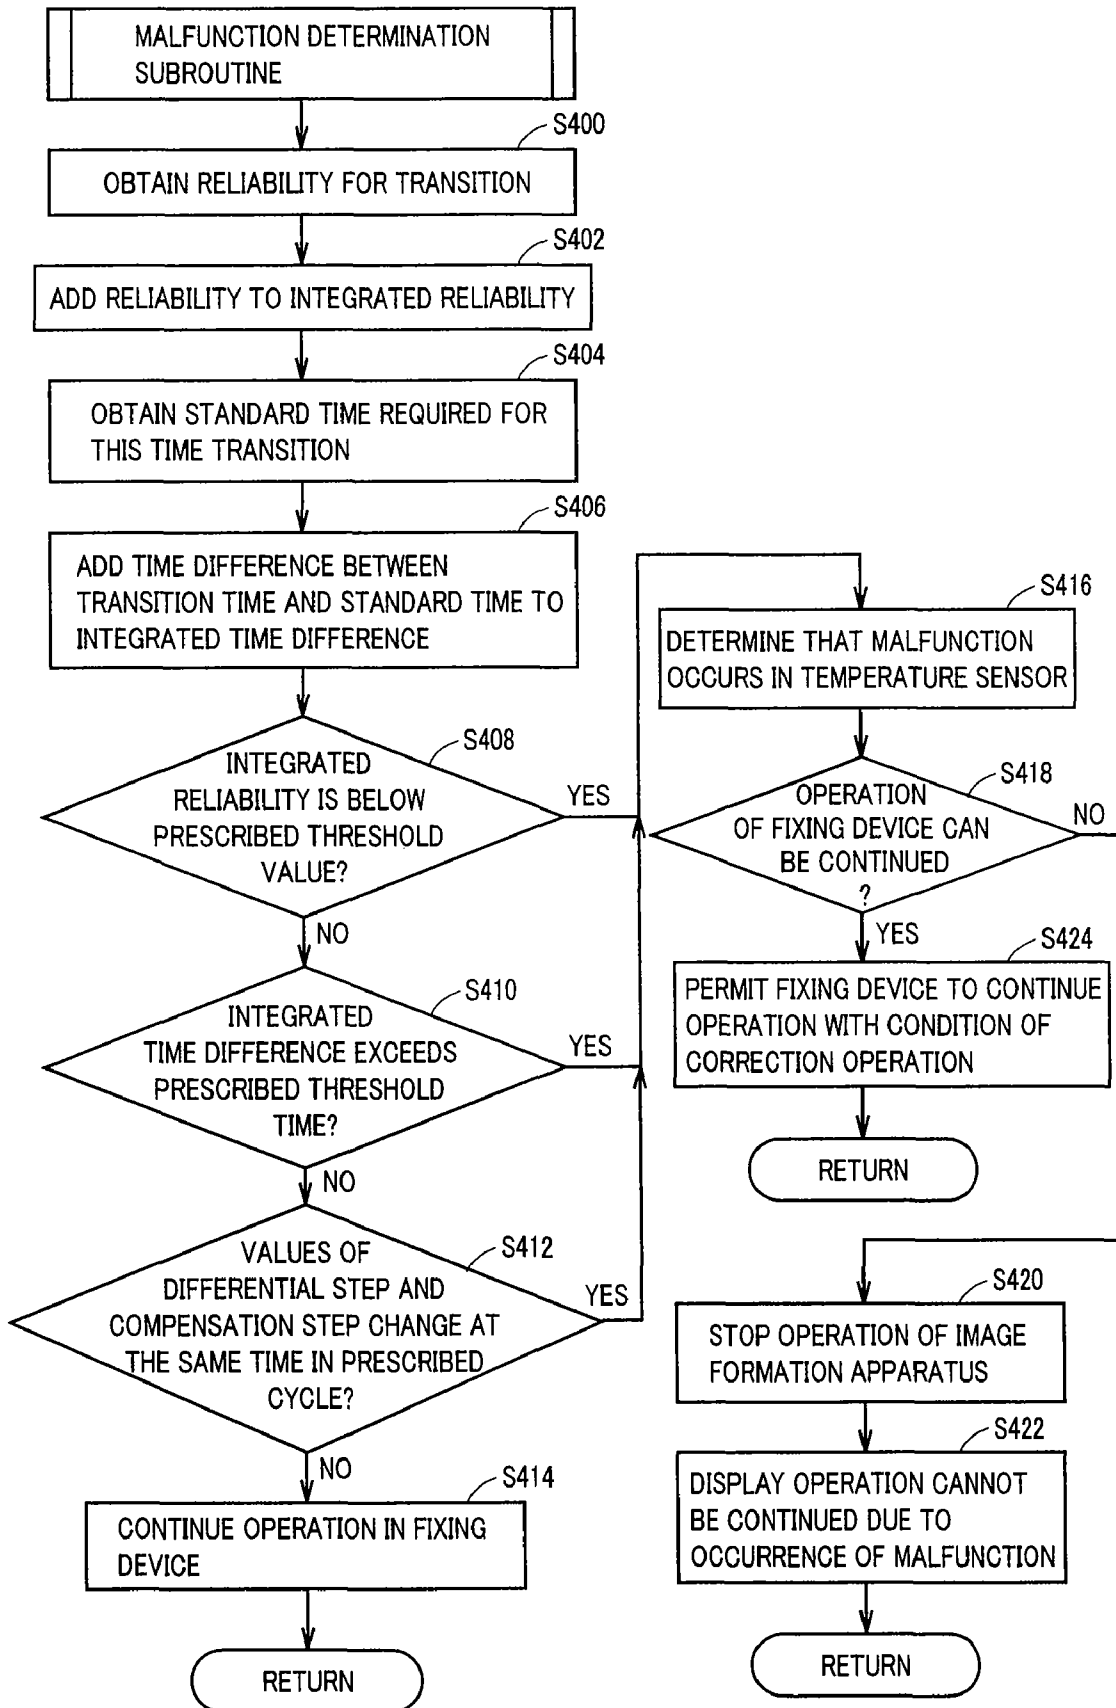 MALFUNCTION DETERMINATION
SUBROUTINE
S400
OBTAIN RELIABILITY FOR TRANSITION
S402
ADD RELIABILITY TO INTEGRATED RELIABILITY
S404
OBTAIN STANDARD TIME REQUIRED FOR
THIS TIME TRANSITION
S406
ADD TIME DIFFERENCE BETWEEN
TRANSITION TIME AND STANDARD TIME TO
INTEGRATED TIME DIFFERENCE
S408
INTEGRATED
RELIABILITY IS BELOW
PRESCRIBED THRESHOLD
VALUE?
YES
NO
S410
INTEGRATED
TIME DIFFERENCE EXCEEDS
PRESCRIBED THRESHOLD
TIME?
YES
NO
S412
VALUES OF
DIFFERENTIAL STEP AND
COMPENSATION STEP CHANGE AT
THE SAME TIME IN PRESCRIBED
CYCLE?
YES
NO
S414
CONTINUE OPERATION IN FIXING
DEVICE
RETURN
S416
DETERMINE THAT MALFUNCTION
OCCURS IN TEMPERATURE SENSOR
S418
OPERATION
OF FIXING DEVICE CAN
BE CONTINUED
?
NO
YES
S424
PERMIT FIXING DEVICE TO CONTINUE
OPERATION WITH CONDITION OF
CORRECTION OPERATION
RETURN
S420
STOP OPERATION OF IMAGE
FORMATION APPARATUS
S422
DISPLAY OPERATION CANNOT
BE CONTINUED DUE TO
OCCURRENCE OF MALFUNCTION
RETURN